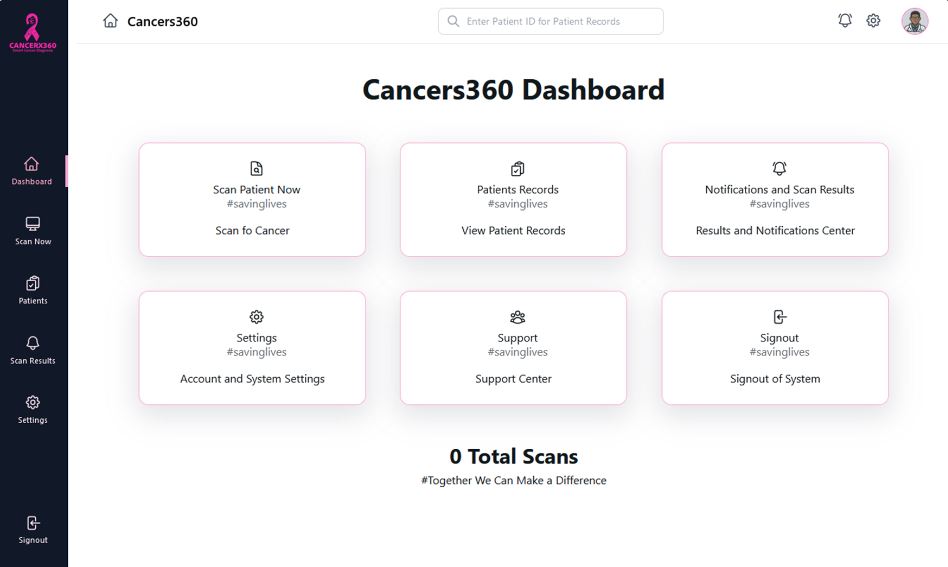 CANCERX360
Smart Cancer Diagnosis
Cancers360
Enter Patient ID for Patient Records
Dashboard
Scan Now
Patients
Scan Results
Settings
Signout
Cancers360 Dashboard
Scan Patient Now
#savinglives
Scan fo Cancer
Patients Records
#savinglives
View Patient Records
Notifications and Scan Results
#savinglives
Results and Notifications Center
Settings
#savinglives
Account and System Settings
Support
#savinglives
Support Center
Signout
#savinglives
Signout of System
0 Total Scans
#Together We Can Make a Difference